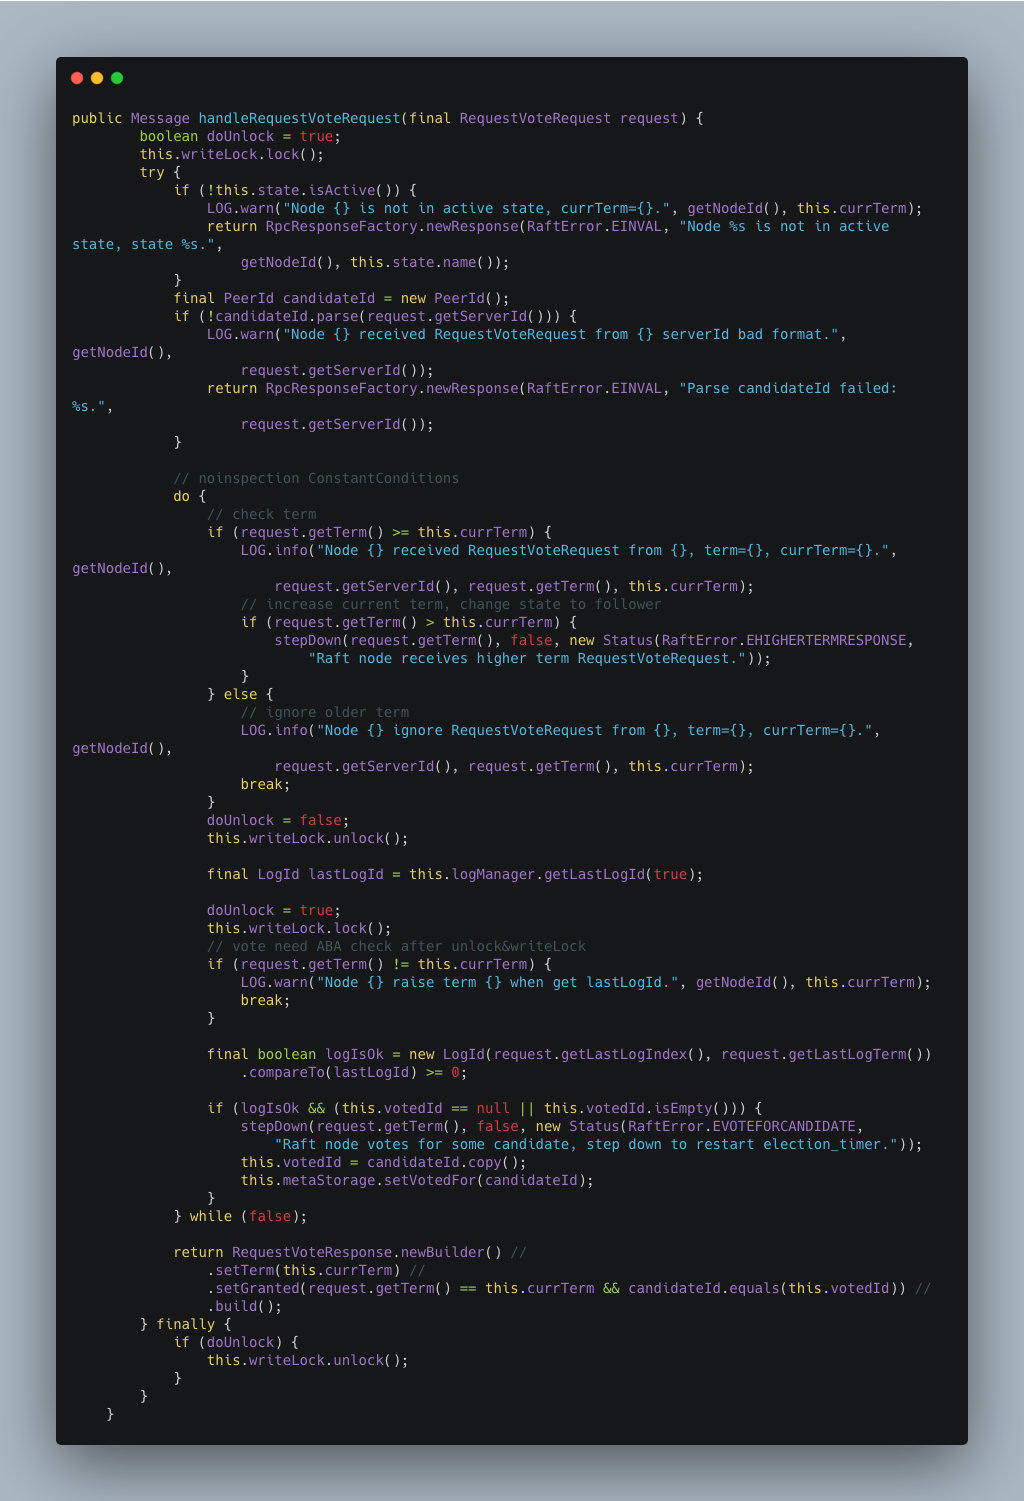 public Message handleRequestVoteRequest(final RequestVoteRequest request) {
        boolean doUnlock = true;
        this.writeLock.lock();
        try {
            if (!this.state.isActive()) {
                LOG.warn("Node {} is not in active state, currTerm={}.", getNodeId(), this.currTerm);
                return RpcResponseFactory.newResponse(RaftError.EINVAL, "Node %s is not in active
state, state %s.",
                    getNodeId(), this.state.name());
            }
            final PeerId candidateId = new PeerId();
            if (!candidateId.parse(request.getServerId())) {
                LOG.warn("Node {} received RequestVoteRequest from {} serverId bad format.",
getNodeId(),
                    request.getServerId());
                return RpcResponseFactory.newResponse(RaftError.EINVAL, "Parse candidateId failed:
%s.",
                    request.getServerId());
            }

            // noinspection ConstantConditions
            do {
                // check term
                if (request.getTerm() >= this.currTerm) {
                    LOG.info("Node {} received RequestVoteRequest from {}, term={}, currTerm={}.",
getNodeId(),
                        request.getServerId(), request.getTerm(), this.currTerm);
                    // increase current term, change state to follower
                    if (request.getTerm() > this.currTerm) {
                        stepDown(request.getTerm(), false, new Status(RaftError.EHIGHERTERMRESPONSE,
                            "Raft node receives higher term RequestVoteRequest."));
                    }
                } else {
                    // ignore older term
                    LOG.info("Node {} ignore RequestVoteRequest from {}, term={}, currTerm={}.",
getNodeId(),
                        request.getServerId(), request.getTerm(), this.currTerm);
                    break;
                }
                doUnlock = false;
                this.writeLock.unlock();

                final LogId lastLogId = this.logManager.getLastLogId(true);

                doUnlock = true;
                this.writeLock.lock();
                // vote need ABA check after unlock&writeLock
                if (request.getTerm() != this.currTerm) {
                    LOG.warn("Node {} raise term {} when get lastLogId.", getNodeId(), this.currTerm);
                    break;
                }

                final boolean logIsOk = new LogId(request.getLastLogIndex(), request.getLastLogTerm())
                    .compareTo(lastLogId) >= 0;

                if (logIsOk && (this.votedId == null || this.votedId.isEmpty())) {
                    stepDown(request.getTerm(), false, new Status(RaftError.EVOTEFORCANDIDATE,
                        "Raft node votes for some candidate, step down to restart election_timer."));
                    this.votedId = candidateId.copy();
                    this.metaStorage.setVotedFor(candidateId);
                }
            } while (false);

            return RequestVoteResponse.newBuilder() //
                .setTerm(this.currTerm) //
                .setGranted(request.getTerm() == this.currTerm && candidateId.equals(this.votedId)) //
                .build();
        } finally {
            if (doUnlock) {
                this.writeLock.unlock();
            }
        }
    }